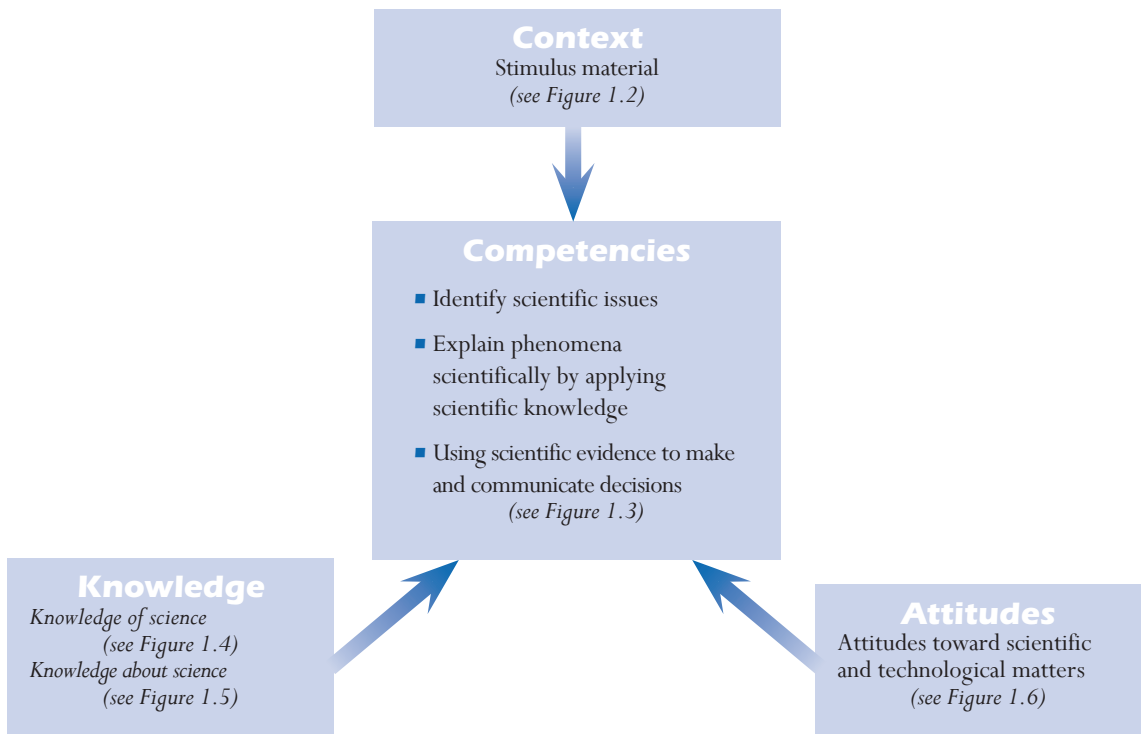 Context
Stimulus material
(see Figure 1.2)
Competencies
■ Identify scientific issues
■ Explain phenomena
scientifically by applying
scientific knowledge
■ Using scientific evidence to make
and communicate decisions
(see Figure 1.3)
Knowledge
Knowledge of science
(see Figure 1.4)
Knowledge about science
(see Figure 1.5)
Attitudes
Attitudes toward scientific
and technological matters
(see Figure 1.6)